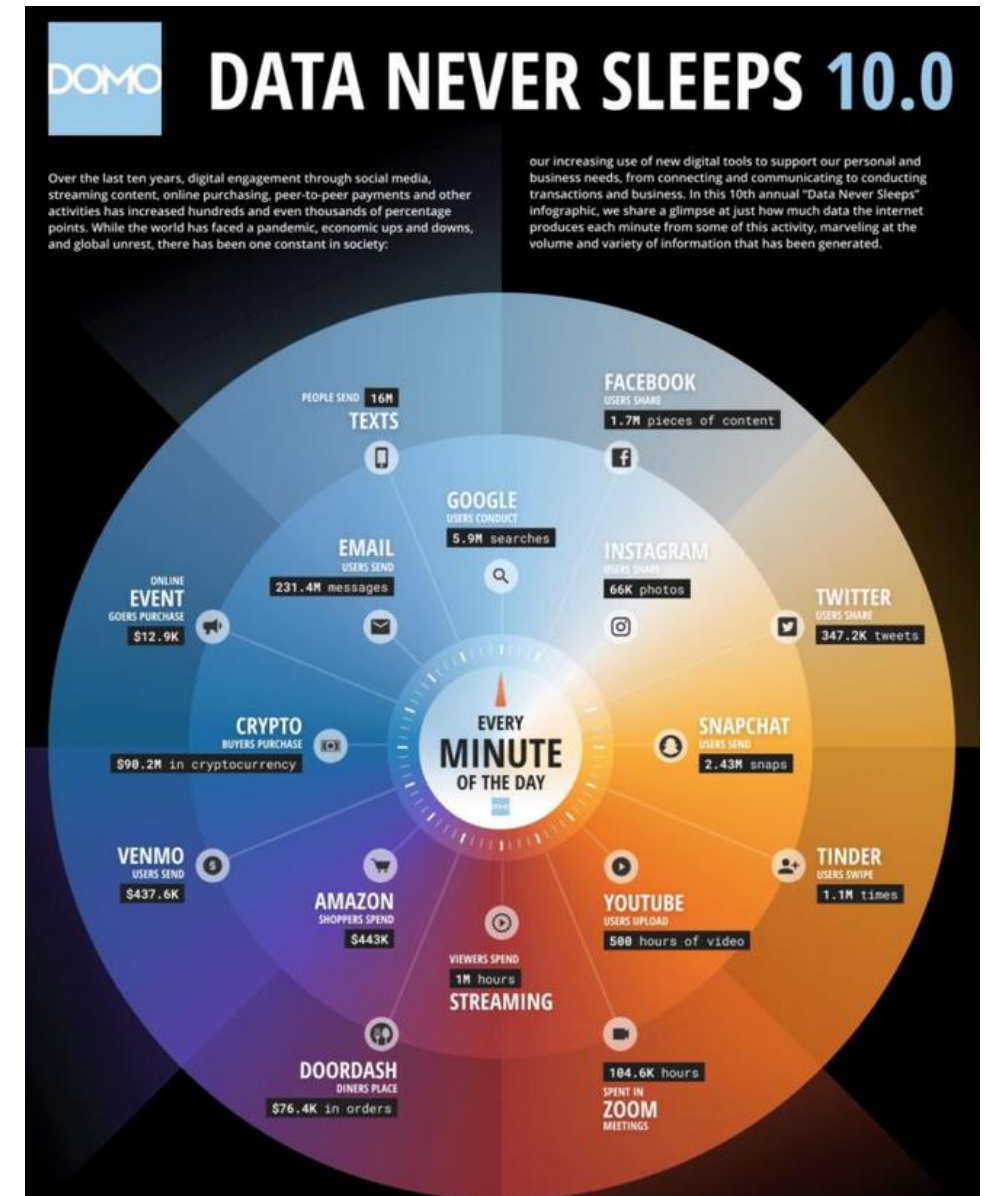 DOMO
DATA NEVER SLEEPS 10.0
Over the last ten years, digital engagement through social media,
streaming content, online purchasing, peer-to-peer payments and other
activities has increased hundreds and even thousands of percentage
points. While the world has faced a pandemic, economic ups and downs,
and global unrest, there has been one constant in society:
our increasing use of new digital tools to support our personal and
business needs, from connecting and communicating to conducting
transactions and business. In this 10th annual “Data Never Sleeps”
infographic, we share a glimpse at just how much data the internet
produces each minute from some of this activity, marveling at the
volume and variety of information that has been generated.
PEOPLE SEND 16M
TEXTS
FACEBOOK
USERS SHARE
1.7M pieces of content
GOOGLE
USERS CONDUCT
5.9M searches
EMAIL
USERS SEND
231.4M messages
INSTAGRAM
USERS SHARE
66K photos
ONLINE
EVENT
GOERS PURCHASE
$12.9K
TWITTER
USERS SHARE
347.2K tweets
CRYPTO
BUYERS PURCHASE
$90.2M in cryptocurrency
EVERY
MINUTE
OF THE DAY
DOMO
SNAPCHAT
USERS SEND
2.43M snaps
VENMO
USERS SEND
$437.6K
AMAZON
SHOPPERS SPEND
$443K
VIEWERS SPEND
1M hours
STREAMING
YOUTUBE
USERS UPLOAD
500 hours of video
TINDER
USERS SWIPE
1.1M times
DOORDASH
DINERS PLACE
$76.4K in orders
104.6K hours
SPENT IN
ZOOM
MEETINGS